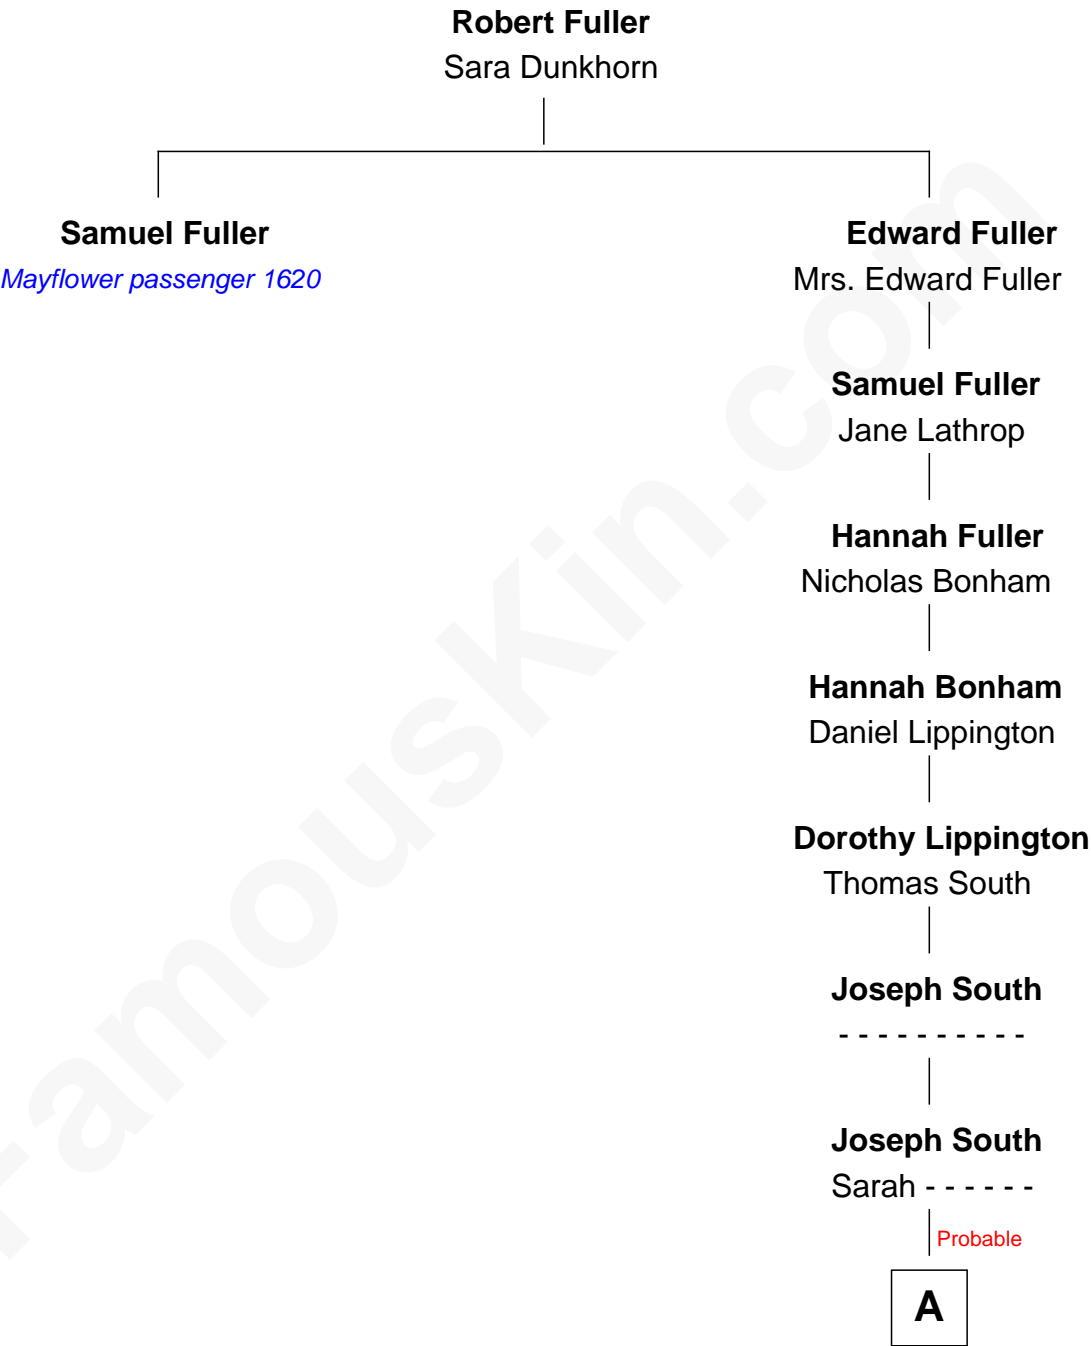 Robert Fuller
Sara Dunkhorn
Samuel Fuller
Mayflower passenger 1620
Edward Fuller
Mrs. Edward Fuller
Samuel Fuller
Jane Lathrop
Hannah Fuller
Nicholas Bonham
Hannah Bonham
Daniel Lippington
Dorothy Lippington
Thomas South
Joseph South
- - - - - - - - - -
Joseph South
Sarah - - - - - -
Probable
A
FamousKin.com